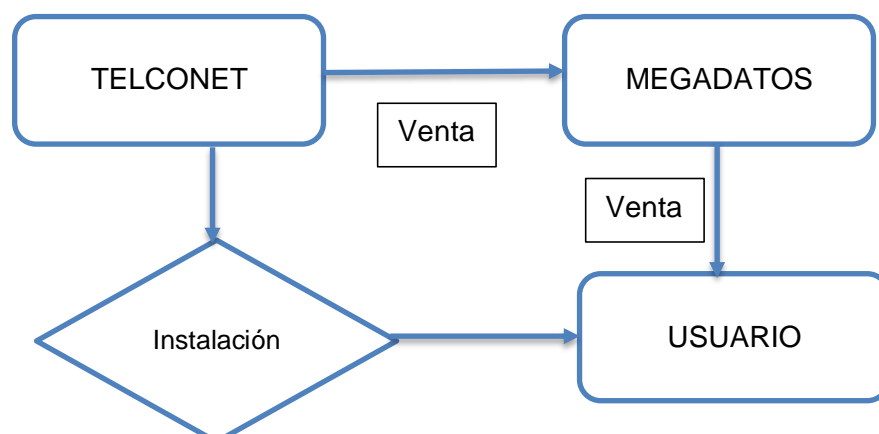 TELCONET
MEGADATOS
Venta
Venta
Instalación
USUARIO